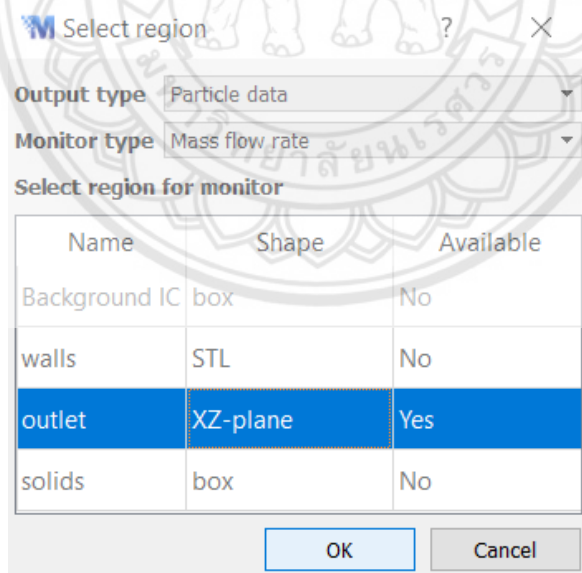 Select region ? ×
Output type Particle data
Monitor type Mass flow rate
Select region for monitor
Name Shape Available
Background IC box No
walls STL No
outlet XZ-plane Yes
solids box No
OK Cancel